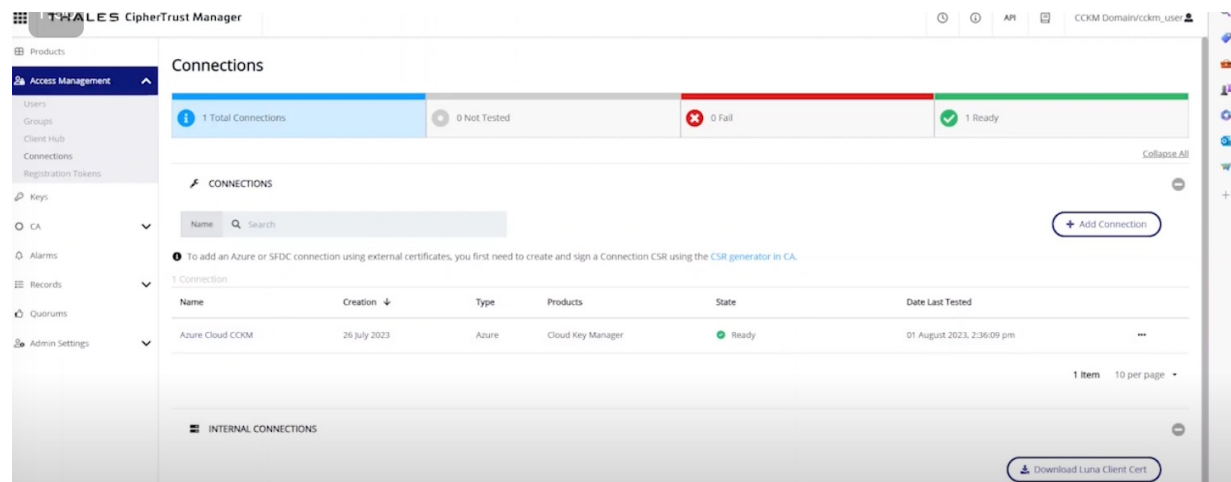 THALES CipherTrust Manager
API
CCKM Domain/cckm_user
Products
Access Management
Users
Groups
Client Hub
Connections
Registration Tokens
Keys
CA
Alarms
Records
Quorums
Admin Settings
Connections
1 Total Connections
0 Not Tested
0 Fail
1 Ready
Collapse All
CONNECTIONS
Name Search
+ Add Connection
To add an Azure or SFDC connection using external certificates, you first need to create and sign a Connection CSR using the CSR generator in CA.
1 Connection
Name Creation Type Products State Date Last Tested
Azure Cloud CCKM 26 July 2023 Azure Cloud Key Manager Ready 01 August 2023, 2:36:09 pm
1 Item 10 per page
INTERNAL CONNECTIONS
Download Luna Client Cert